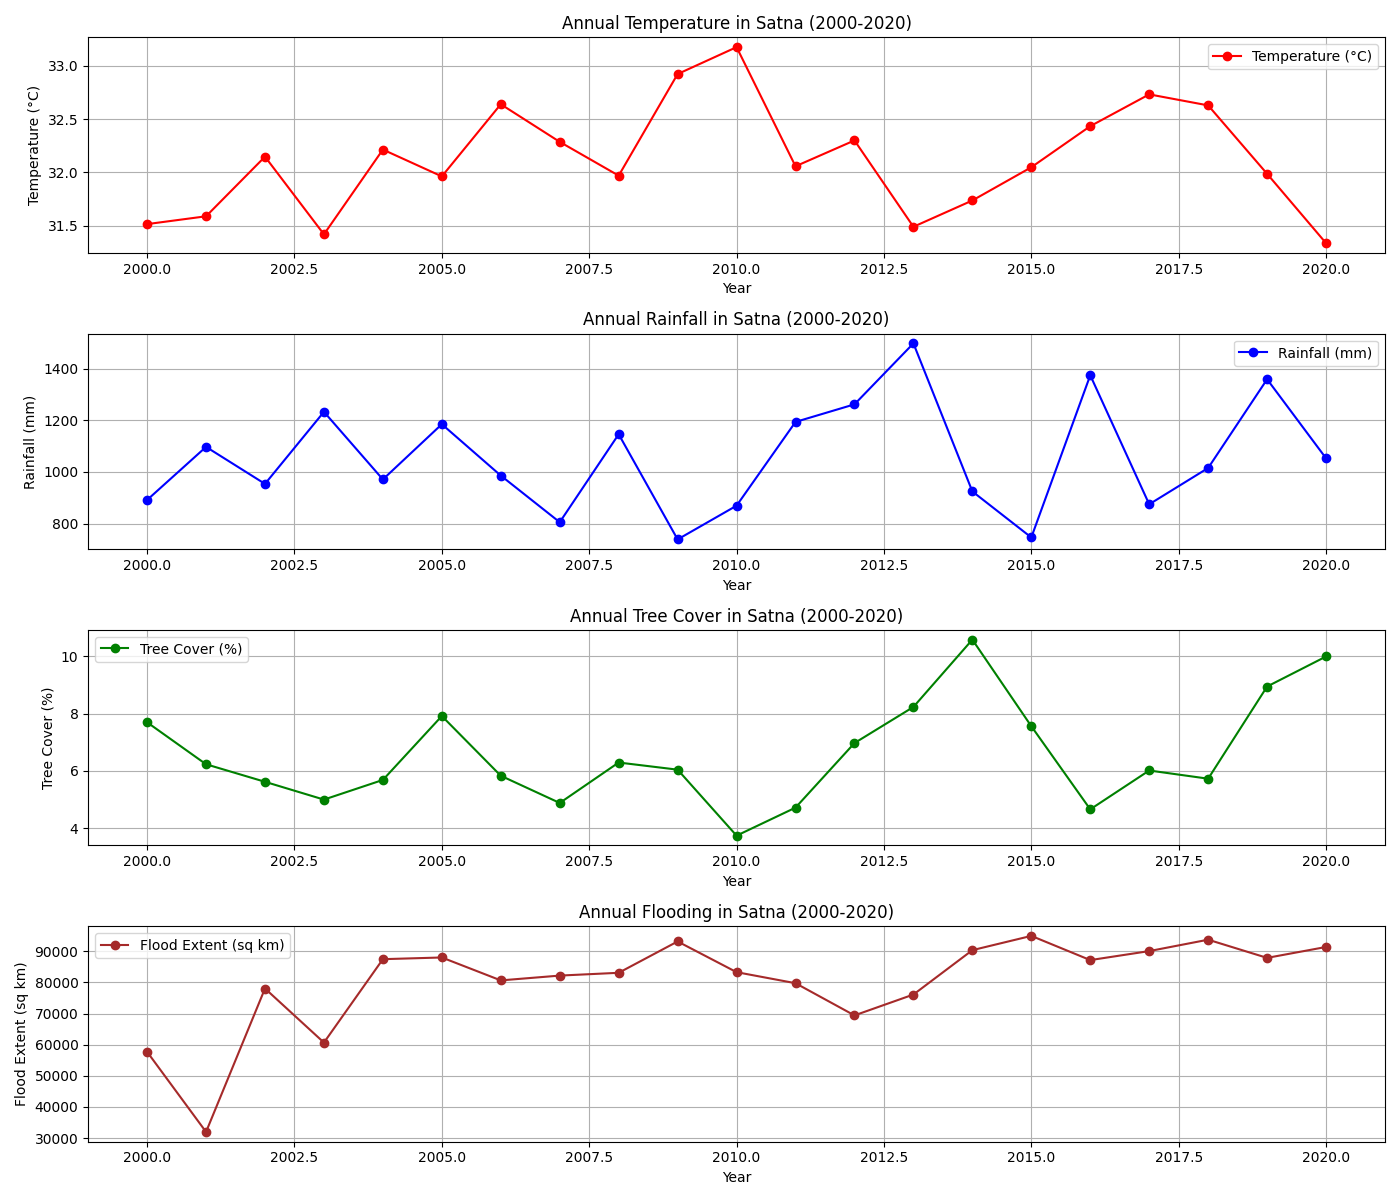 Annual Temperature in Satna (2000-2020)
Temperature (°C)
Temperature (°C)
33.0
32.5
32.0
31.5
2000.0 2002.5 2005.0 2007.5 2010.0 2012.5 2015.0 2017.5 2020.0
Year
Annual Rainfall in Satna (2000-2020)
Rainfall (mm)
Rainfall (mm)
1400
1200
1000
800
2000.0 2002.5 2005.0 2007.5 2010.0 2012.5 2015.0 2017.5 2020.0
Year
Annual Tree Cover in Satna (2000-2020)
Tree Cover (%)
Tree Cover (%)
10
8
6
4
2000.0 2002.5 2005.0 2007.5 2010.0 2012.5 2015.0 2017.5 2020.0
Year
Annual Flooding in Satna (2000-2020)
Flood Extent (sq km)
Flood Extent (sq km)
90000
80000
70000
60000
50000
40000
30000
2000.0 2002.5 2005.0 2007.5 2010.0 2012.5 2015.0 2017.5 2020.0
Year